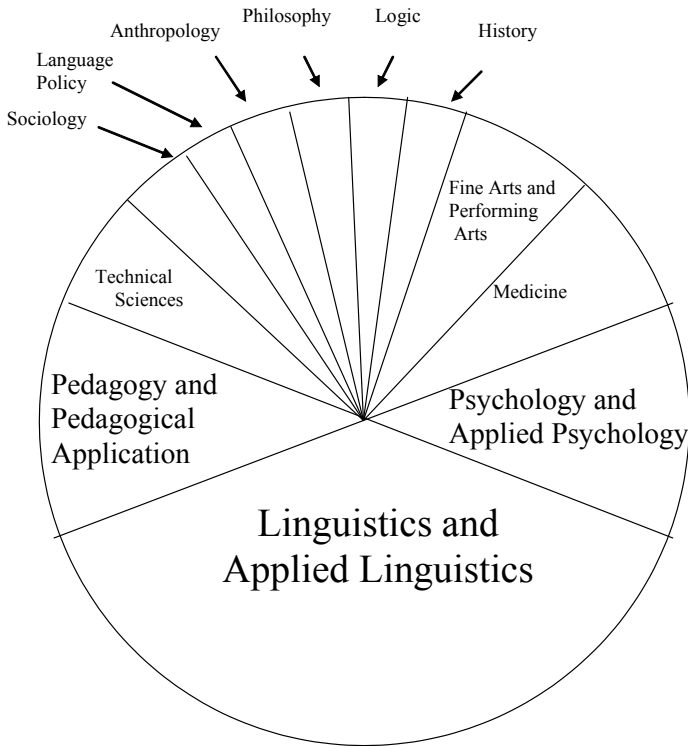 Anthropology
Philosophy
Logic
History
Language
Policy
Sociology
Fine Arts and
Performing
Arts
Technical
Sciences
Medicine
Pedagogy and
Pedagogical
Application
Psychology and
Applied Psychology
Linguistics and
Applied Linguistics